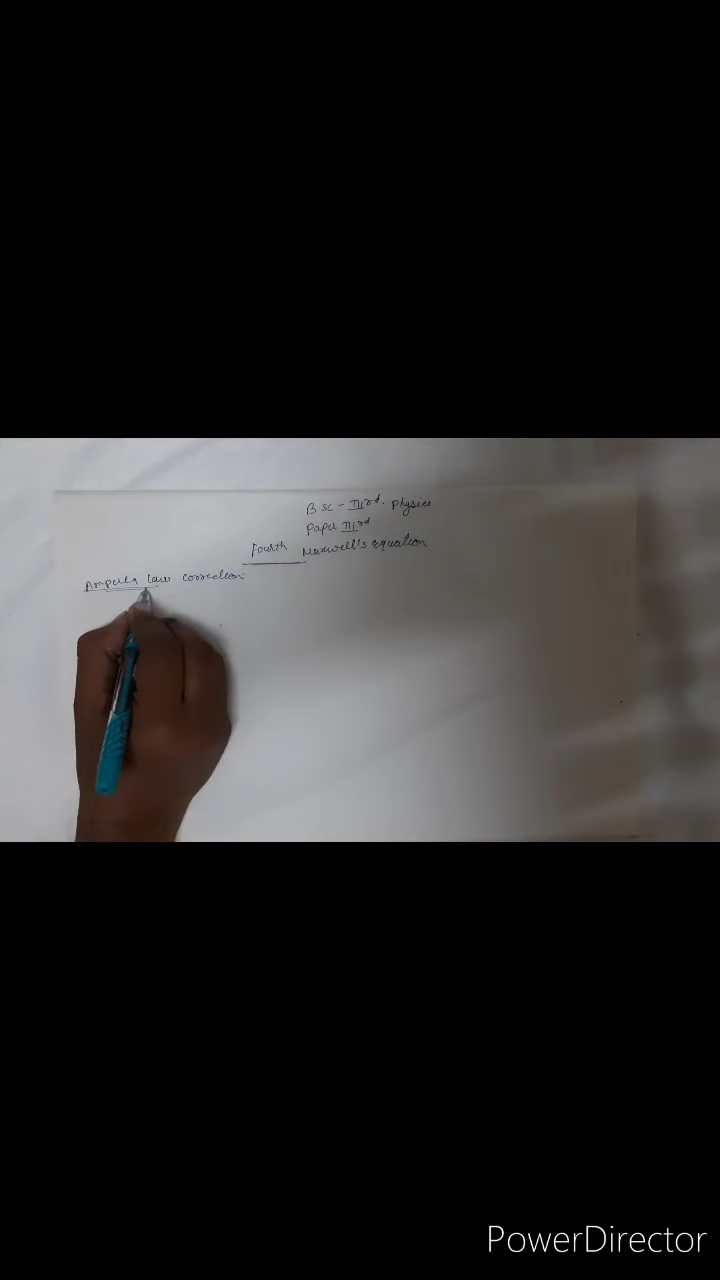 B.sc - IIIrd. Physics
Paper IIIrd
Fourth Maxwell's equation
Ampere's law correction
PowerDirector